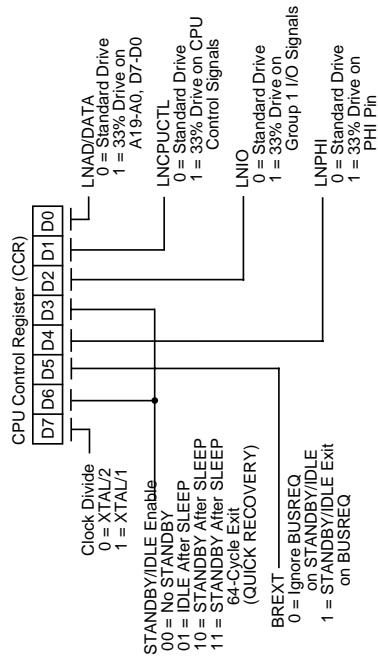 CPU Control Register (CCR)
D7 D6 D5 D4 D3 D2 D1 D0
Clock Divide
0 = XTAL/2
1 = XTAL/1
STANDBY/IDLE Enable
00 = No STANDBY
01 = IDLE After SLEEP
10 = STANDBY After SLEEP
11 = STANDBY After SLEEP
64-Cycle Exit
(QUICK RECOVERY)
BREXT
0 = Ignore BUSREQ
on STANDBY/IDLE
1 = STANDBY/IDLE Exit
on BUSREQ
LNAD/DATA
0 = Standard Drive
1 = 33% Drive on
A19-A0, D7-D0
LNCPUCTL
0 = Standard Drive
1 = 33% Drive on CPU
Control Signals
LNIO
0 = Standard Drive
1 = 33% Drive on
Group 1 I/O Signals
LNPHI
0 = Standard Drive
1 = 33% Drive on
PHI Pin